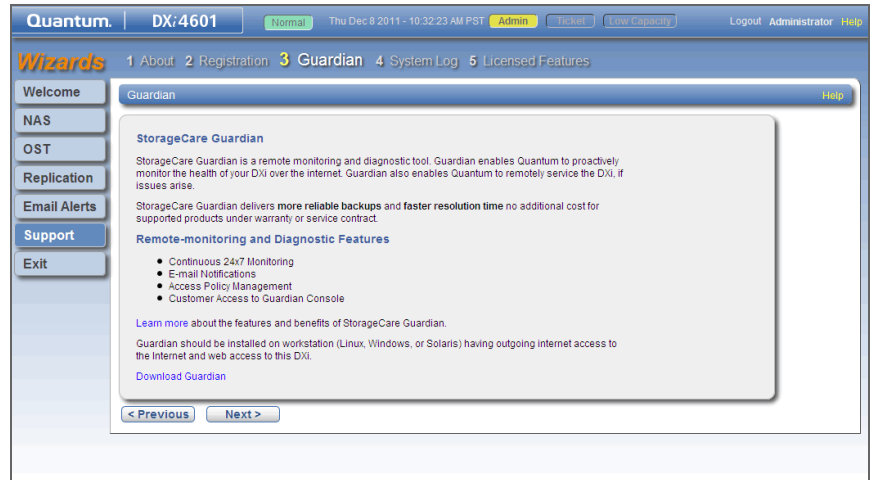 Quantum. DXi4601 Normal Thu Dec 8 2011 - 10:32:23 AM PST Admin Ticket Low Capacity Logout Administrator Help
Wizards 1 About 2 Registration 3 Guardian 4 System Log 5 Licensed Features
Welcome
NAS
OST
Replication
Email Alerts
Support
Exit
Guardian Help
StorageCare Guardian
StorageCare Guardian is a remote monitoring and diagnostic tool. Guardian enables Quantum to proactively
monitor the health of your DXi over the internet. Guardian also enables Quantum to remotely service the DXi, if
issues arise.
StorageCare Guardian delivers more reliable backups and faster resolution time no additional cost for
supported products under warranty or service contract.
Remote-monitoring and Diagnostic Features
• Continuous 24x7 Monitoring
• E-mail Notifications
• Access Policy Management
• Customer Access to Guardian Console
Learn more about the features and benefits of StorageCare Guardian.
Guardian should be installed on workstation (Linux, Windows, or Solaris) having outgoing internet access to
the Internet and web access to this DXi.
Download Guardian
< Previous Next >